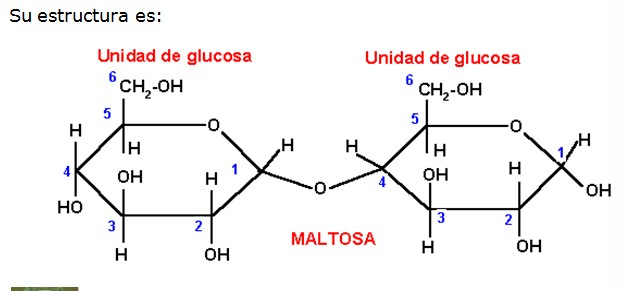 Su estructura es:
Unidad de glucosa Unidad de glucosa
6 CH2-OH 6 CH2-OH
5 O 5 O
H H H H H H
4 OH H 1 4 OH H 1
O OH
HO 3 2 3 2
H OH MALTOSA H OH